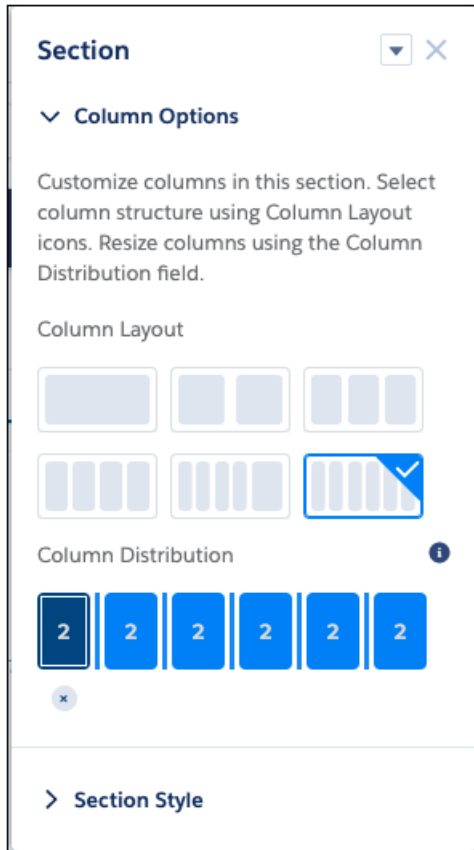 Section
Column Options
Customize columns in this section. Select
column structure using Column Layout
icons. Resize columns using the Column
Distribution field.
Column Layout
Column Distribution
2 2 2 2 2 2
Section Style